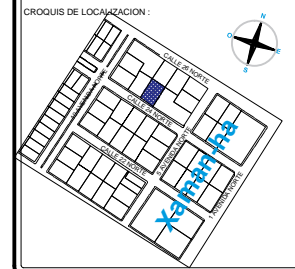 CROQUIS DE LOCALIZACION :
N
O
E
S
CALLE 26 NORTE
CALLE 24 NORTE
CALLE 22 NORTE
5 AVENIDA NORTE
1 AVENIDA NORTE
Xaman-ha